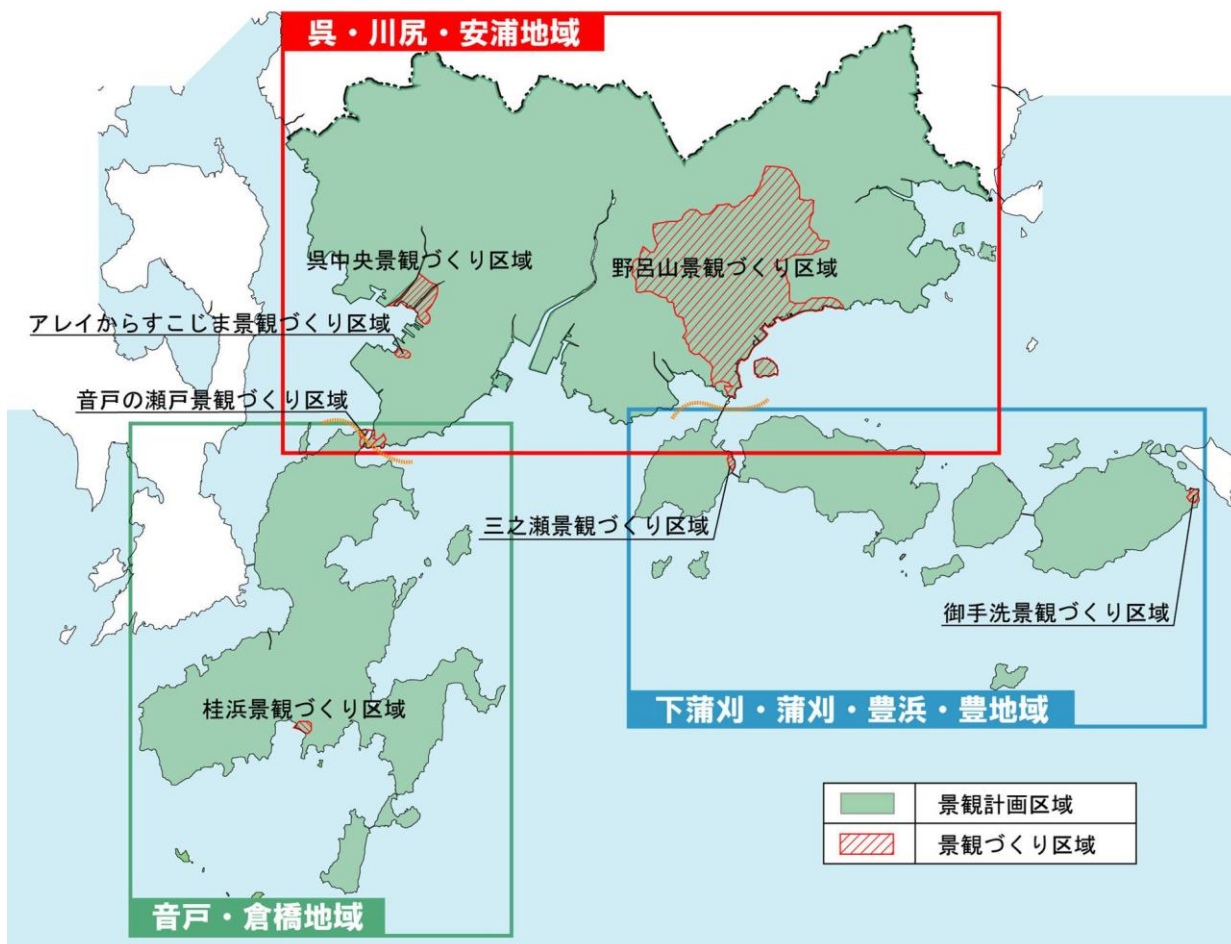 呉・川尻・安浦地域
呉中央景観づくり区域
野呂山景観づくり区域
アレイからすこじま景観づくり区域
音戸の瀬戸景観づくり区域
三之瀬景観づくり区域
御手洗景観づくり区域
桂浜景観づくり区域
下蒲刈・蒲刈・豊浜・豊地域
景観計画区域
景観づくり区域
音戸・倉橋地域